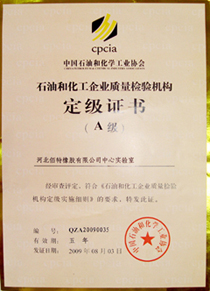 cpcia
中国石油和化学工业协会
石油和化工企业质量检验机构
定级证书
(A级)
河北佰特橡胶有限公司中心实验室
经审查评定，符合《石油和化工企业质量检验
机构定级实施细则》的要求，特发此证。
编号 QZA20090035
有效期 五年
发证日期 2009年08月03日